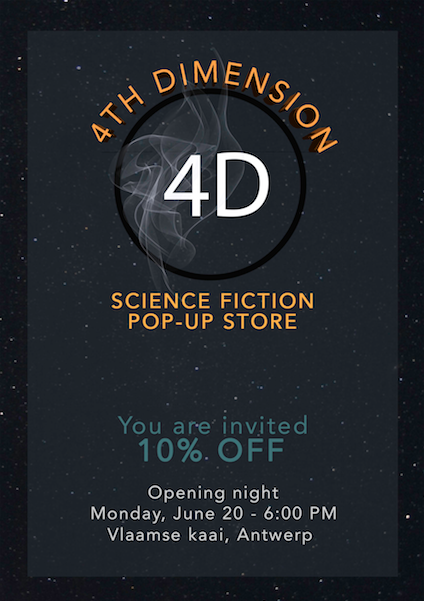 4TH DIMENSION
4D
SCIENCE FICTION
POP-UP STORE
You are invited
10% OFF
Opening night
Monday, June 20 - 6:00 PM
Vlaamse kaai, Antwerp